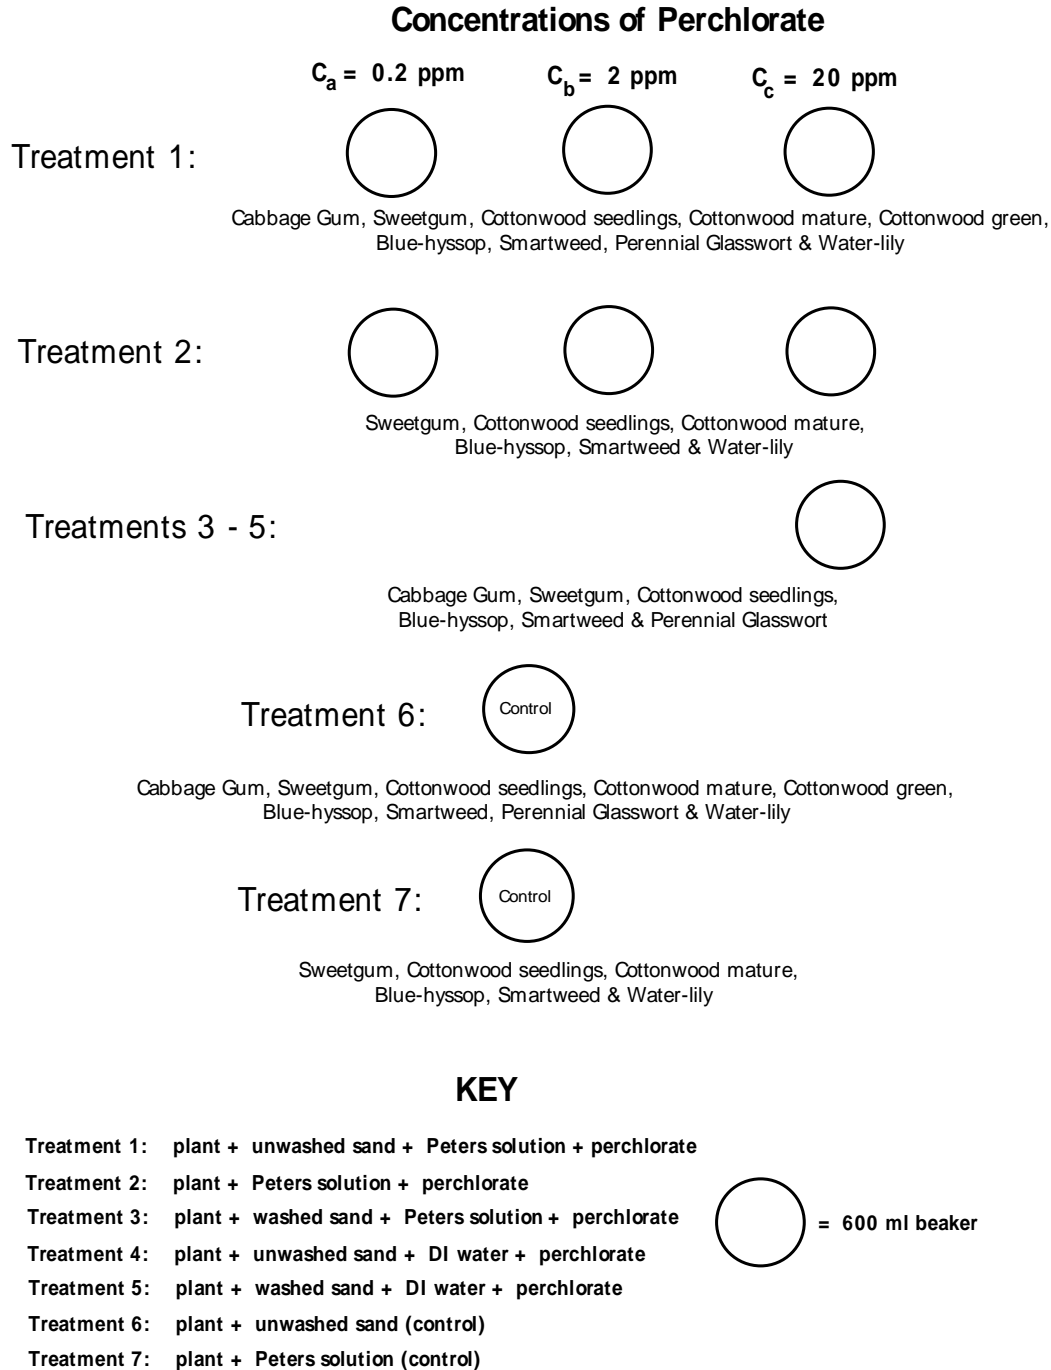 Concentrations of Perchlorate
Ca = 0.2 ppm Cb = 2 ppm Cc = 20 ppm
Treatment 1:
Cabbage Gum, Sweetgum, Cottonwood seedlings, Cottonwood mature, Cottonwood green,
Blue-hyssop, Smartweed, Perennial Glasswort & Water-lily
Treatment 2:
Sweetgum, Cottonwood seedlings, Cottonwood mature,
Blue-hyssop, Smartweed & Water-lily
Treatments 3 - 5:
Cabbage Gum, Sweetgum, Cottonwood seedlings,
Blue-hyssop, Smartweed & Perennial Glasswort
Treatment 6: Control
Cabbage Gum, Sweetgum, Cottonwood seedlings, Cottonwood mature, Cottonwood green,
Blue-hyssop, Smartweed, Perennial Glasswort & Water-lily
Treatment 7: Control
Sweetgum, Cottonwood seedlings, Cottonwood mature,
Blue-hyssop, Smartweed & Water-lily
KEY
Treatment 1: plant + unwashed sand + Peters solution + perchlorate
Treatment 2: plant + Peters solution + perchlorate
Treatment 3: plant + washed sand + Peters solution + perchlorate
= 600 ml beaker
Treatment 4: plant + unwashed sand + DI water + perchlorate
Treatment 5: plant + washed sand + DI water + perchlorate
Treatment 6: plant + unwashed sand (control)
Treatment 7: plant + Peters solution (control)